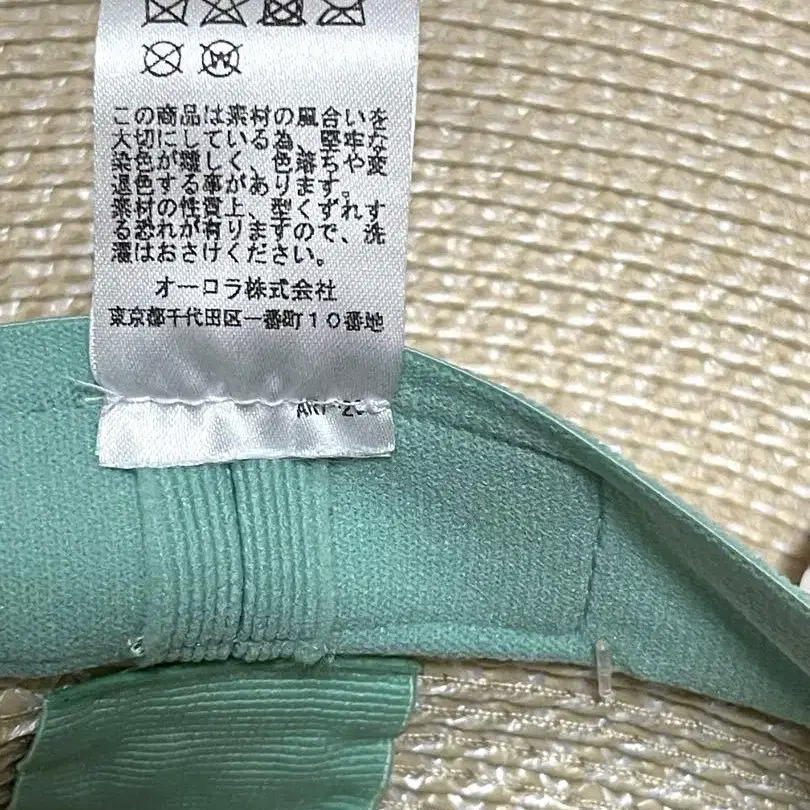 この商品は素材の風合いを
大切にしている為、堅牢な
染色が難しく、色落ちや変
退色する事があります。
素材の性質上、型くずれす
る恐れが有りますので、洗
濯はおさけください。
オーロラ株式会社
東京都千代田区一番町10番地